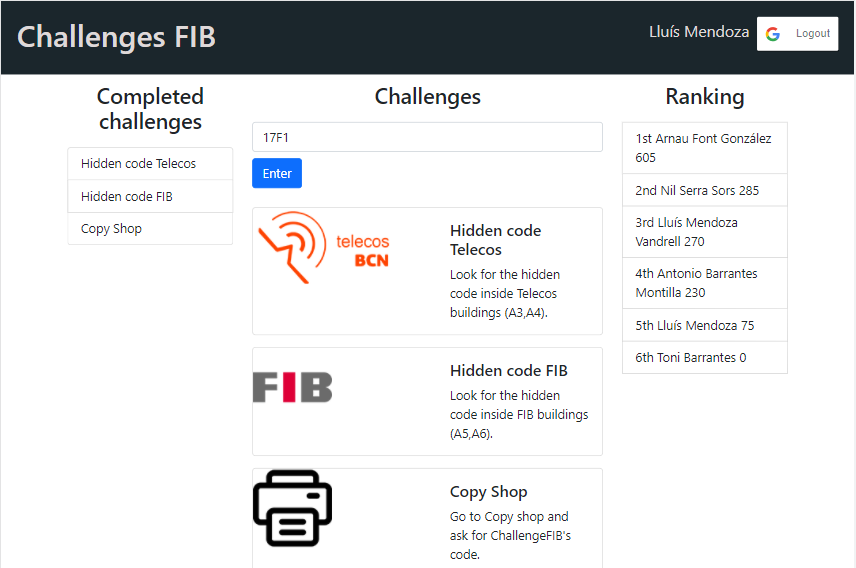 Challenges FIB
Lluís Mendoza
Logout
Completed
challenges
Hidden code Telecos
Hidden code FIB
Copy Shop
Challenges
17F1
Enter
telecos
BCN
Hidden code
Telecos
Look for the hidden
code inside Telecos
buildings (A3,A4).
FIB
Hidden code FIB
Look for the hidden
code inside FIB buildings
(A5,A6).
Copy Shop
Go to Copy shop and
ask for ChallengeFIB's
code.
Ranking
1st Arnau Font González
605
2nd Nil Serra Sors 285
3rd Lluís Mendoza
Vandrell 270
4th Antonio Barrantes
Montilla 230
5th Lluís Mendoza 75
6th Toni Barrantes 0